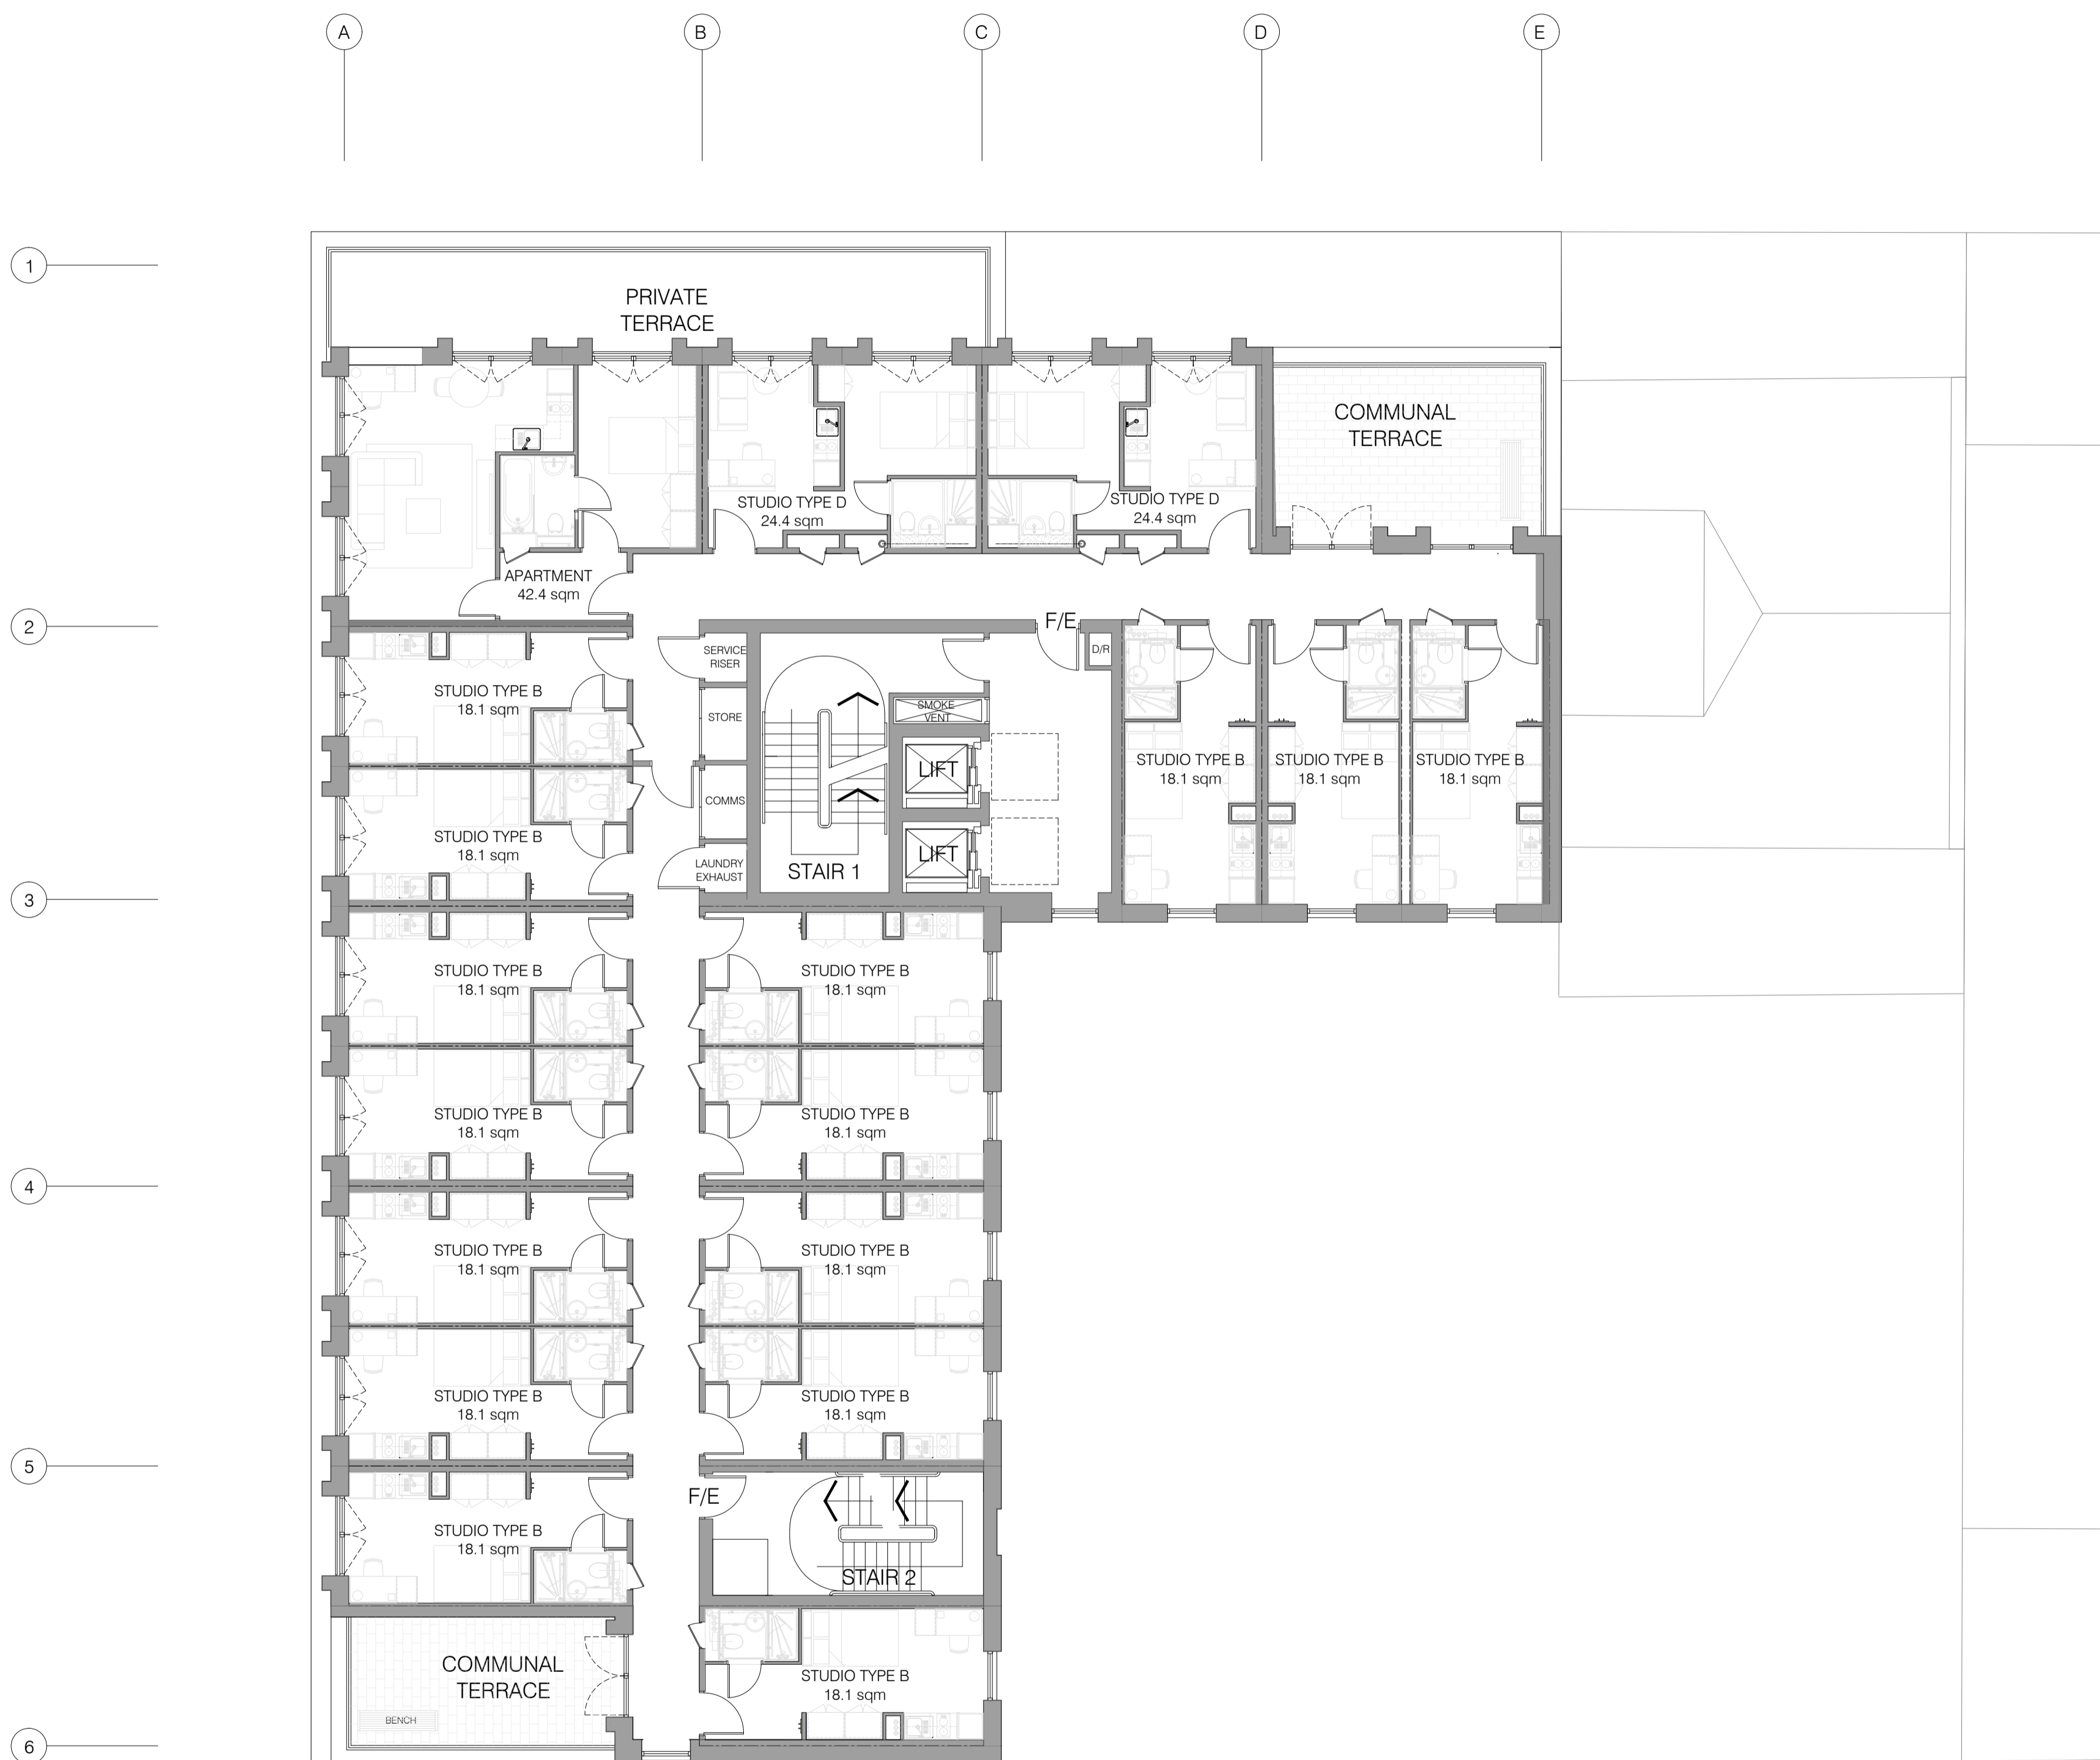 A
B
C
D
E
1
PRIVATE
TERRACE
COMMUNAL
TERRACE
STUDIO TYPE D
24.4 sqm
STUDIO TYPE D
24.4 sqm
APARTMENT
42.4 sqm
2
F/E
SERVICE
RISER
D/R
STUDIO TYPE B
18.1 sqm
STORE
SMOKE
VENT
LIFT
STUDIO TYPE B
18.1 sqm
STUDIO TYPE B
18.1 sqm
STUDIO TYPE B
18.1 sqm
COMMS
STUDIO TYPE B
18.1 sqm
LIFT
LAUNDRY
EXHAUST
STAIR 1
3
STUDIO TYPE B
18.1 sqm
STUDIO TYPE B
18.1 sqm
STUDIO TYPE B
18.1 sqm
STUDIO TYPE B
18.1 sqm
4
STUDIO TYPE B
18.1 sqm
STUDIO TYPE B
18.1 sqm
STUDIO TYPE B
18.1 sqm
STUDIO TYPE B
18.1 sqm
5
F/E
STUDIO TYPE B
18.1 sqm
STAIR 2
COMMUNAL
TERRACE
STUDIO TYPE B
18.1 sqm
BENCH
6